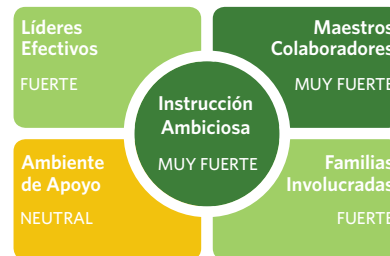 Líderes
Efectivos
FUERTE
Maestros
Colaboradores
MUY FUERTE
Instrucción
Ambiciosa
MUY FUERTE
Ambiente
de Apoyo
NEUTRAL
Familias
Involucradas
FUERTE